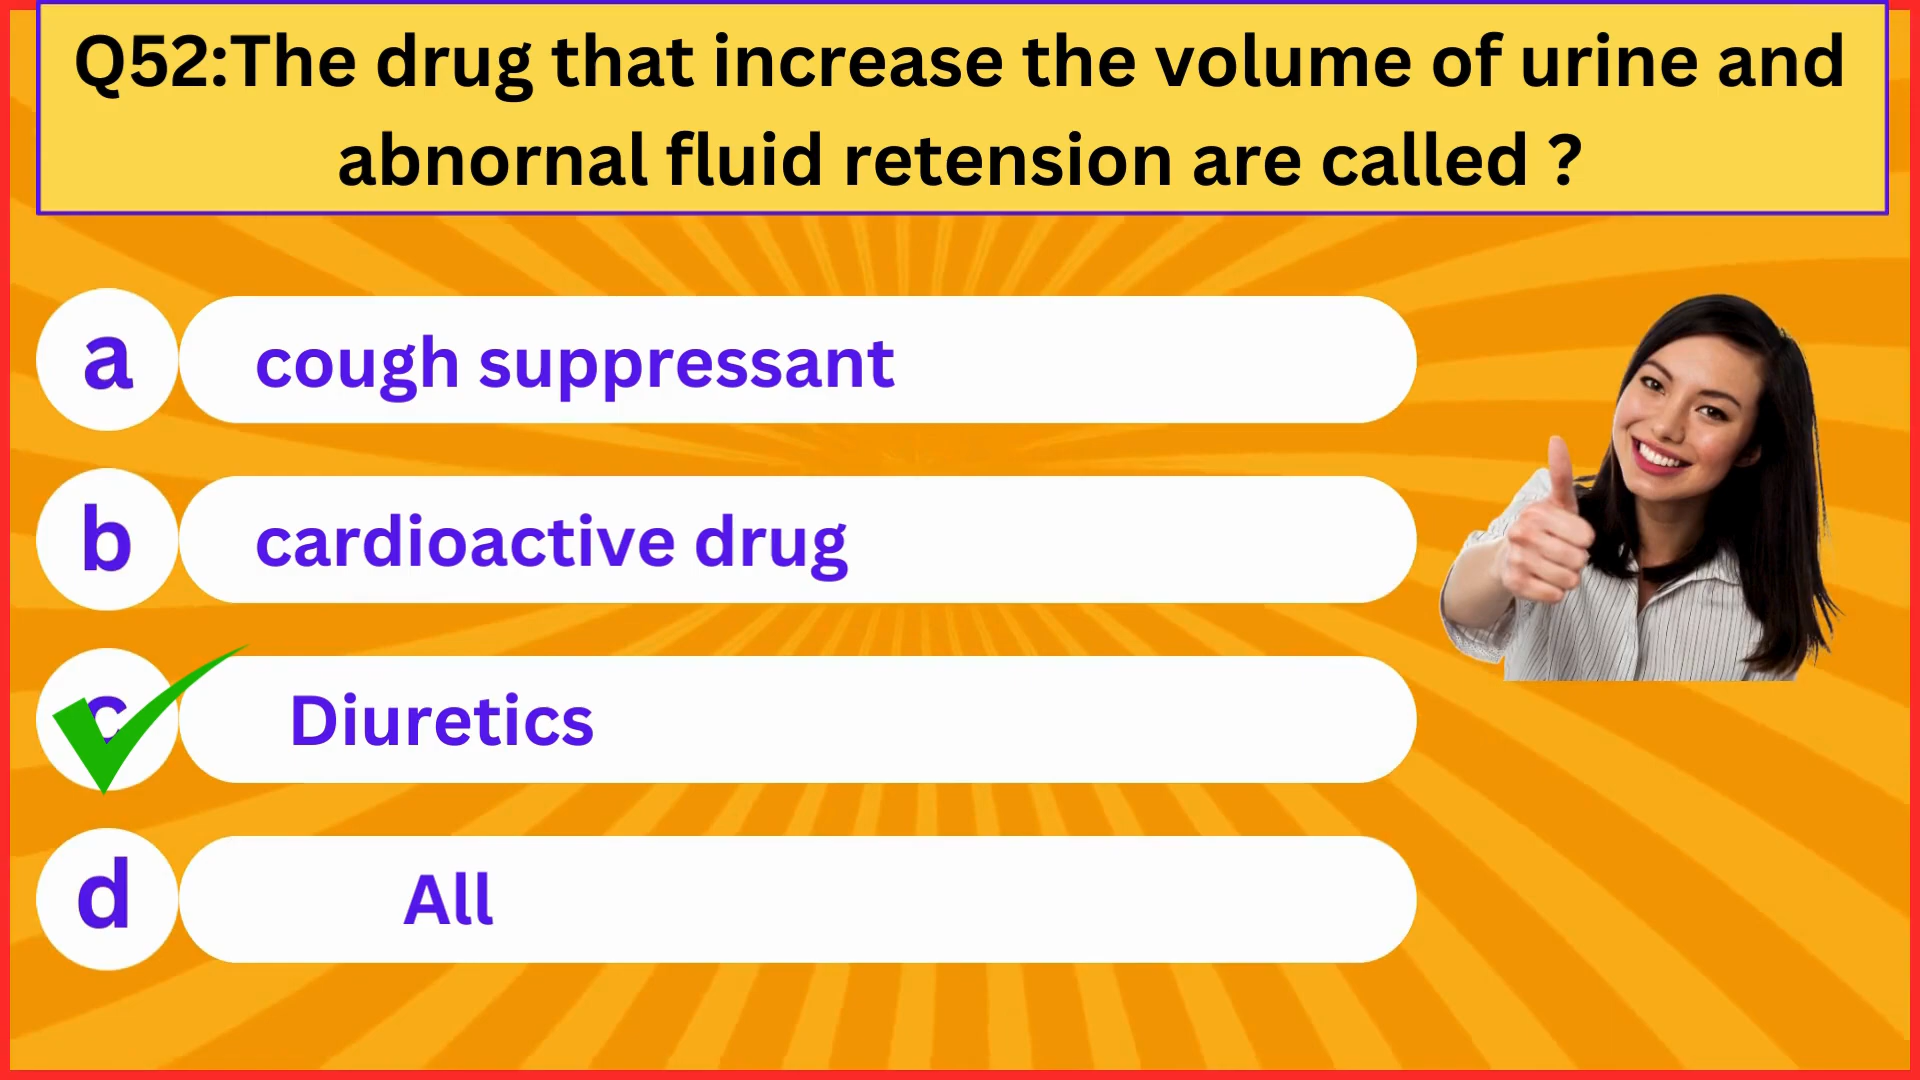 Q52:The drug that increase the volume of urine and
abnornal fluid retension are called ?
a cough suppressant
b cardioactive drug
c Diuretics
d All